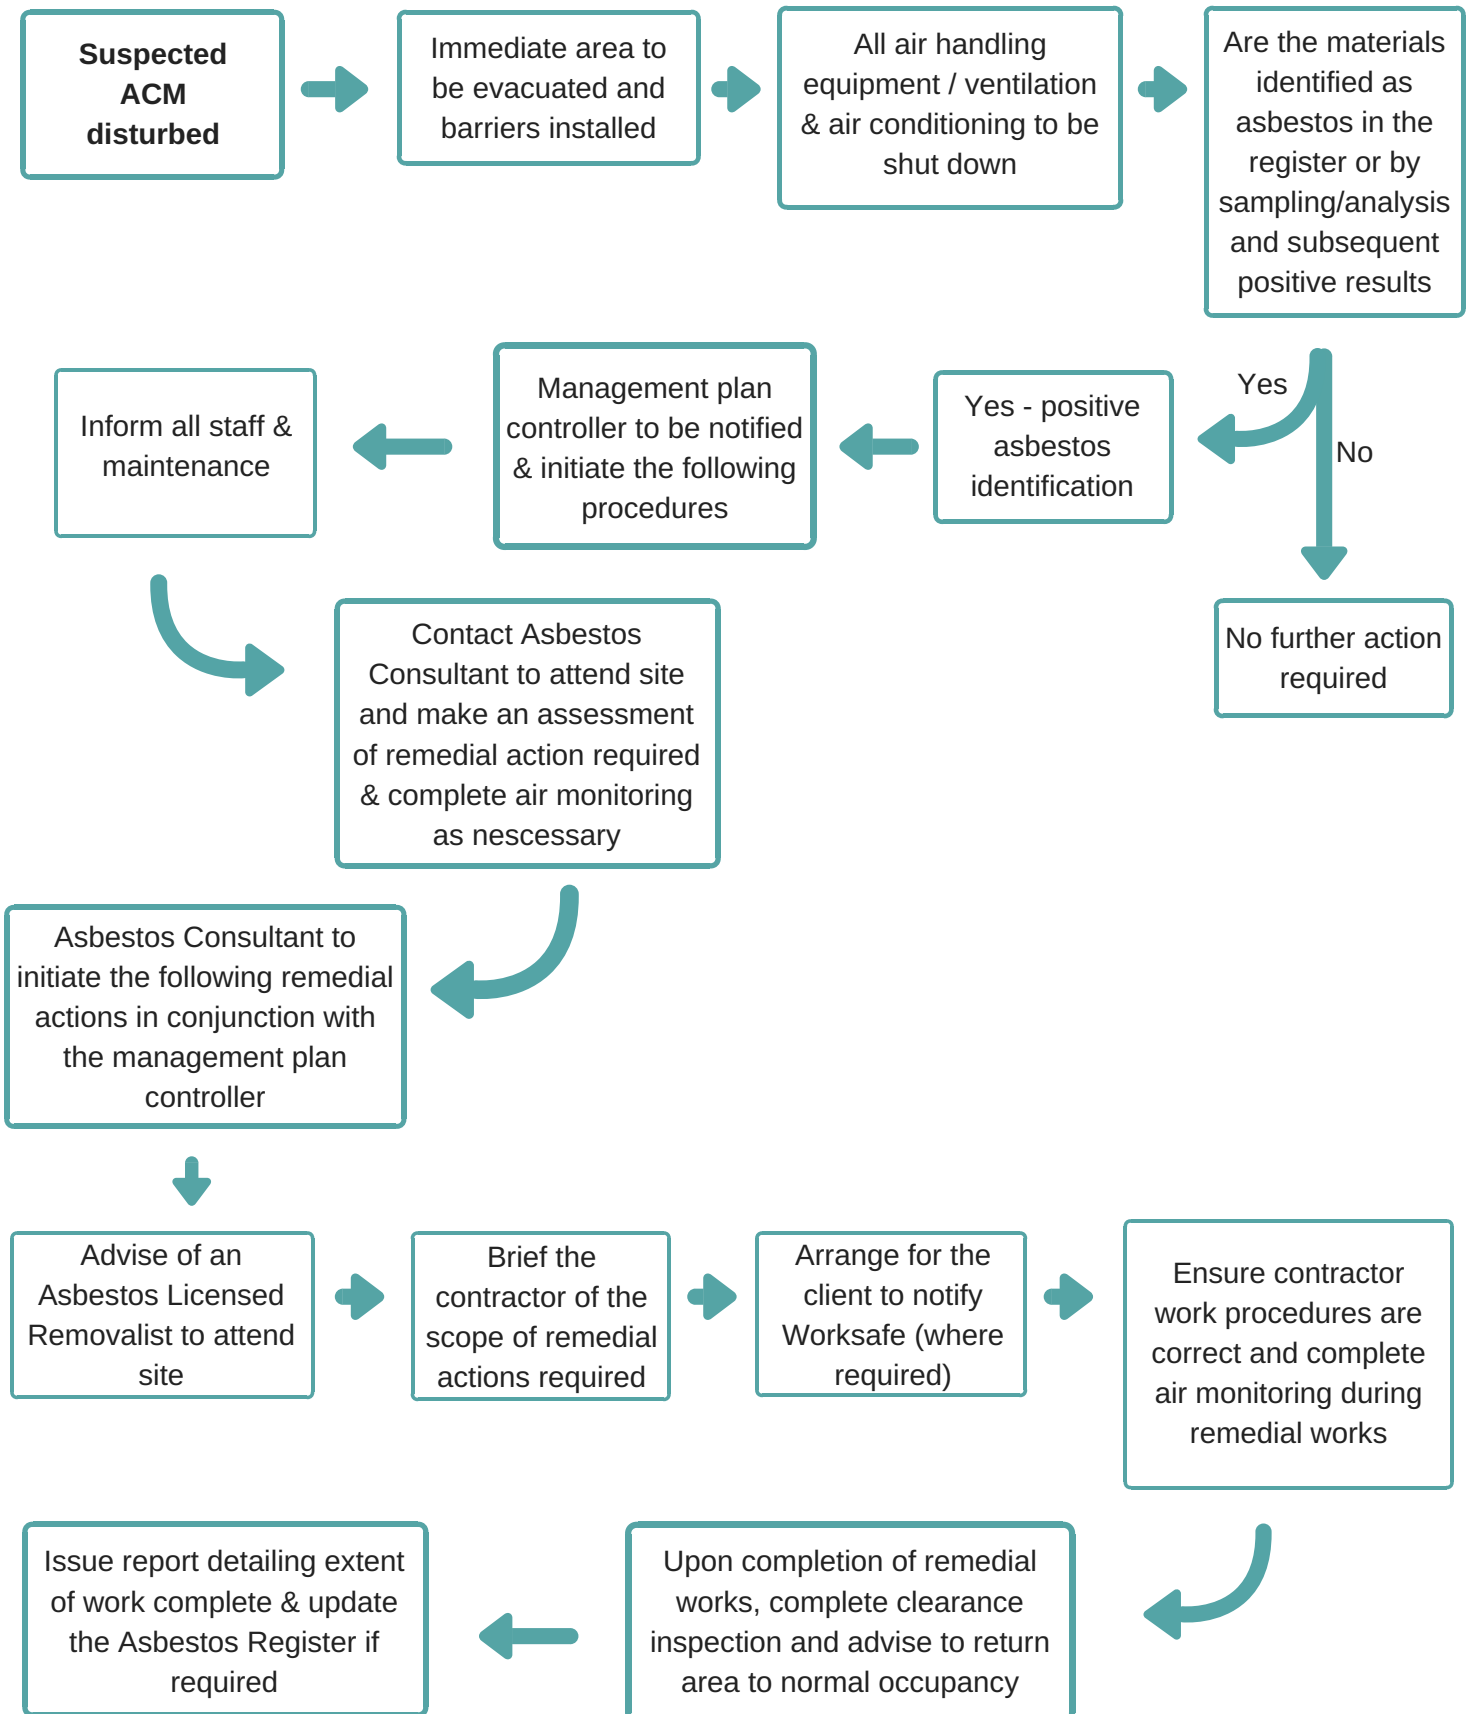 Suspected
ACM
disturbed
Immediate area to
be evacuated and
barriers installed
All air handling
equipment / ventilation
& air conditioning to be
shut down
Are the materials
identified as
asbestos in the
register or by
sampling/analysis
and subsequent
positive results
Yes
No
Yes - positive
asbestos
identification
No further action
required
Management plan
controller to be notified
& initiate the following
procedures
Inform all staff &
maintenance
Contact Asbestos
Consultant to attend site
and make an assessment
of remedial action required
& complete air monitoring
as nescessary
Asbestos Consultant to
initiate the following remedial
actions in conjunction with
the management plan
controller
Advise of an
Asbestos Licensed
Removalist to attend
site
Brief the
contractor of the
scope of remedial
actions required
Arrange for the
client to notify
Worksafe (where
required)
Ensure contractor
work procedures are
correct and complete
air monitoring during
remedial works
Upon completion of remedial
works, complete clearance
inspection and advise to return
area to normal occupancy
Issue report detailing extent
of work complete & update
the Asbestos Register if
required